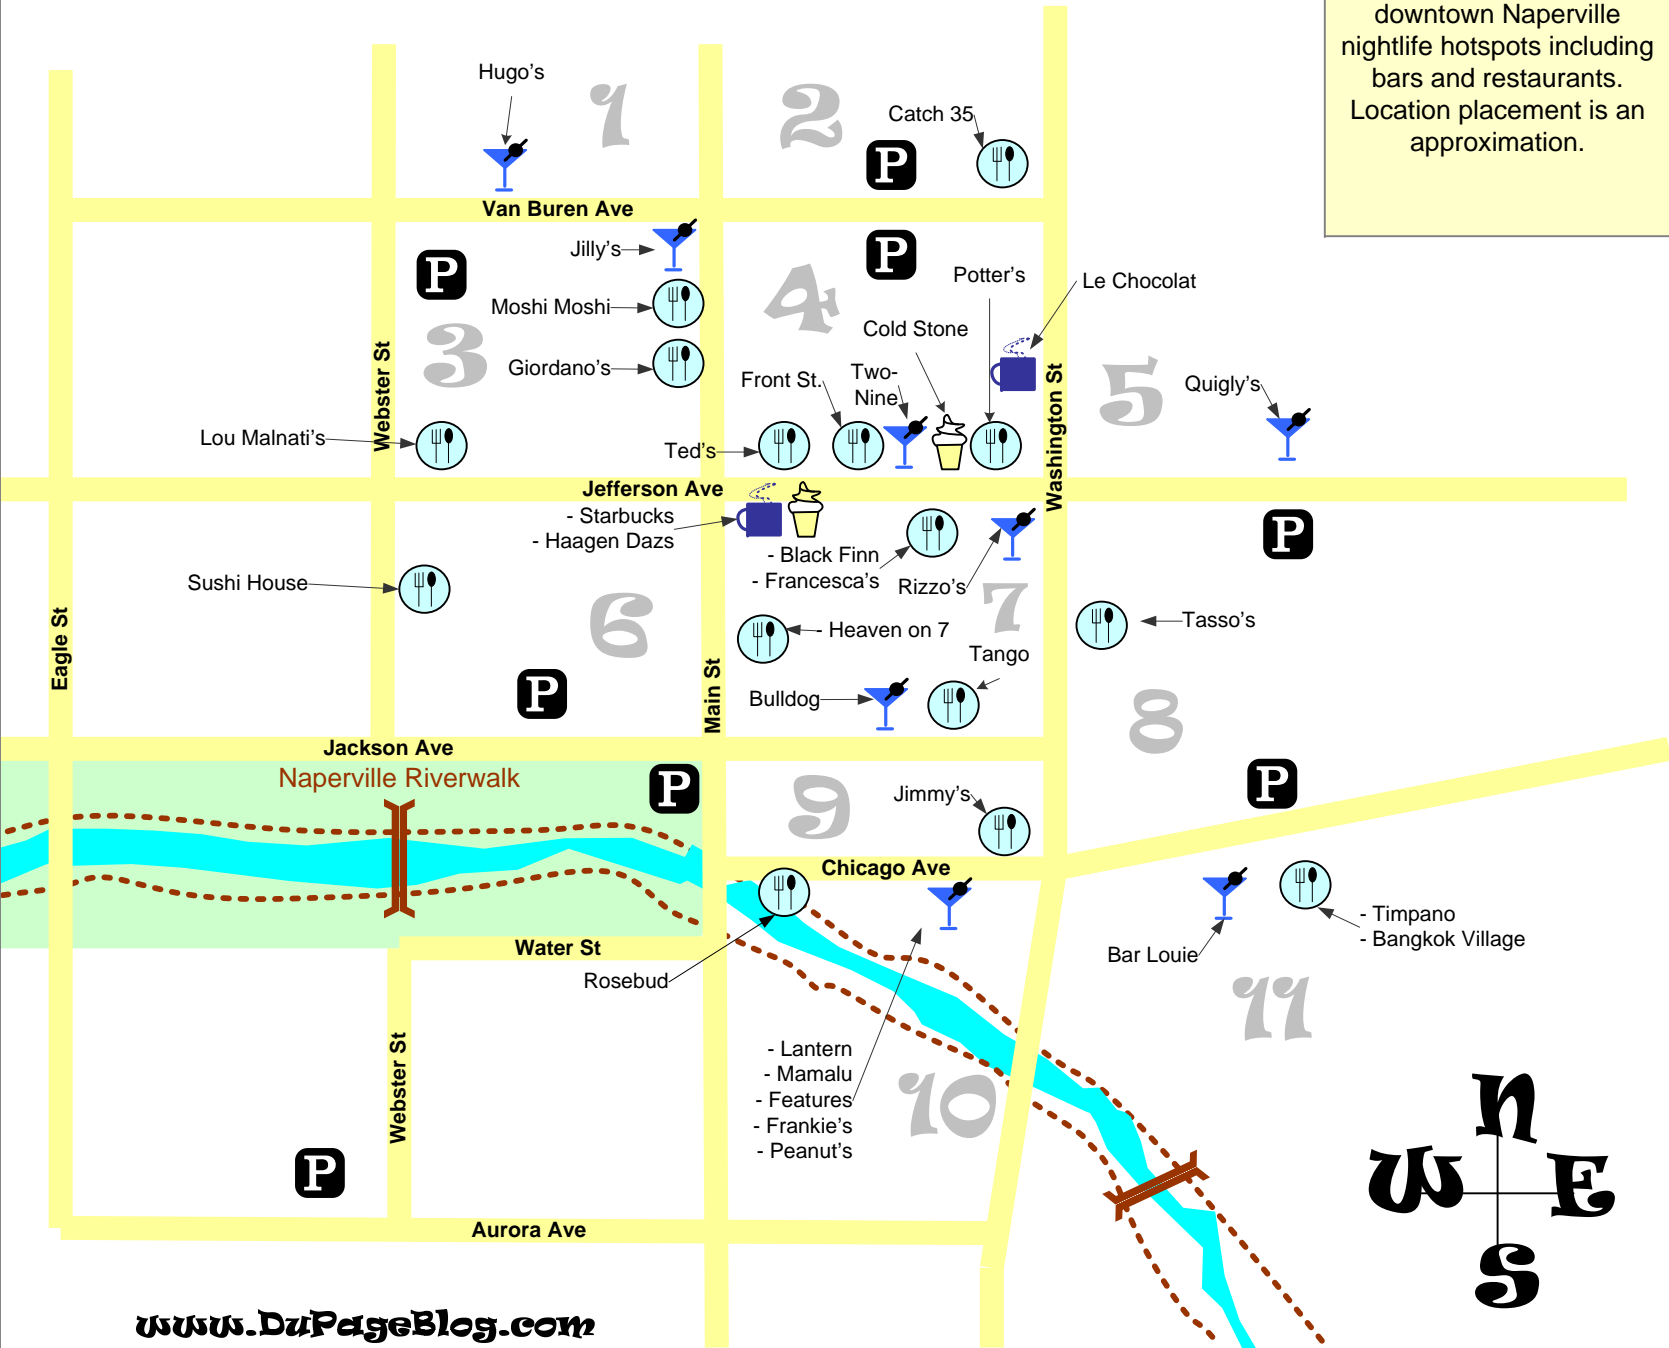 downtown Naperville
nightlife hotspots including
bars and restaurants.
Location placement is an
approximation.
Hugo's
1
2
Catch 35
P
Van Buren Ave
Jilly's
P
P
Moshi Moshi
3
Giordano's
4
Potter's
Le Chocolat
Cold Stone
Front St.
Two-
Nine
5
Quigly's
Webster St
Lou Malnati's
Ted's
Washington St
Jefferson Ave
- Starbucks
- Haagen Dazs
- Black Finn
- Francesca's
Rizzo's
P
Sushi House
6
7
Tasso's
- Heaven on 7
Tango
Eagle St
Main St
P
Bulldog
8
Jackson Ave
Naperville Riverwalk
P
9
Jimmy's
P
Chicago Ave
Water St
Rosebud
Bar Louie
- Timpano
- Bangkok Village
11
- Lantern
- Mamalu
- Features
- Frankie's
- Peanut's
10
Webster St
P
Aurora Ave
N
W
E
S
www.DuPageBlog.com